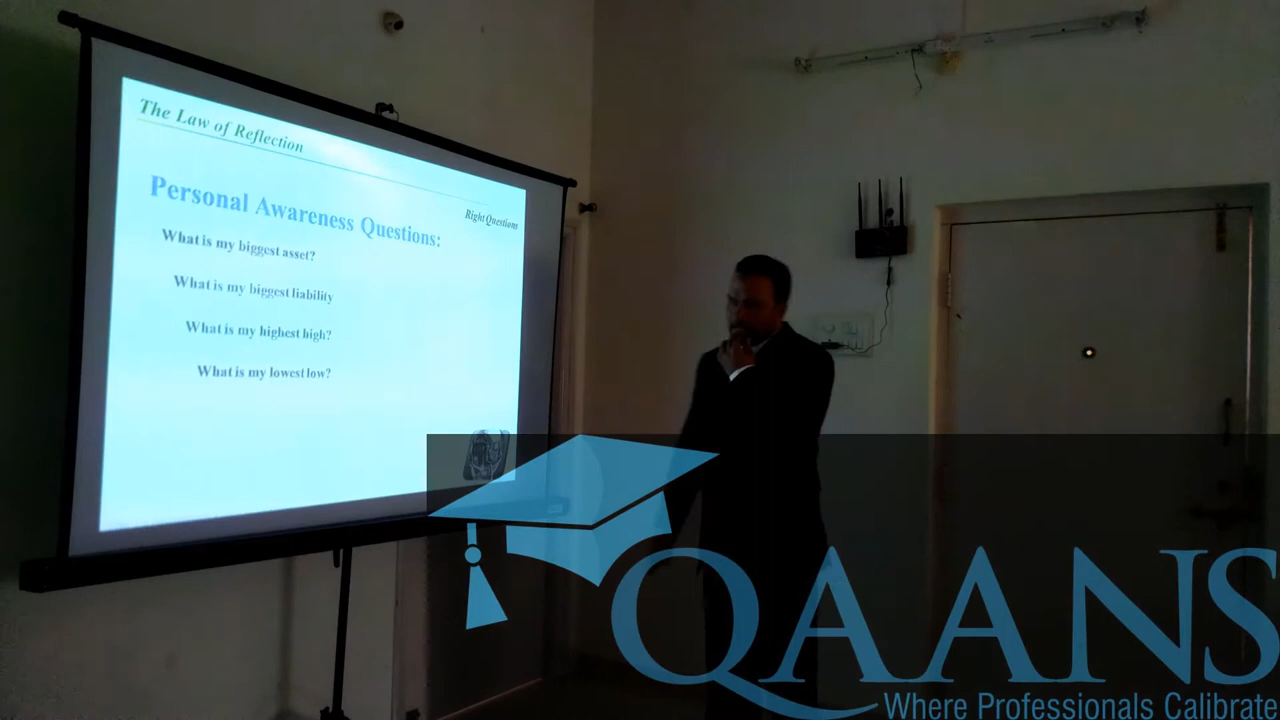 The Law of Reflection
Right Questions
Personal Awareness Questions:
What is my biggest asset?
What is my biggest liability
What is my highest high?
What is my lowest low?
QAANS
Where Professionals Calibrate